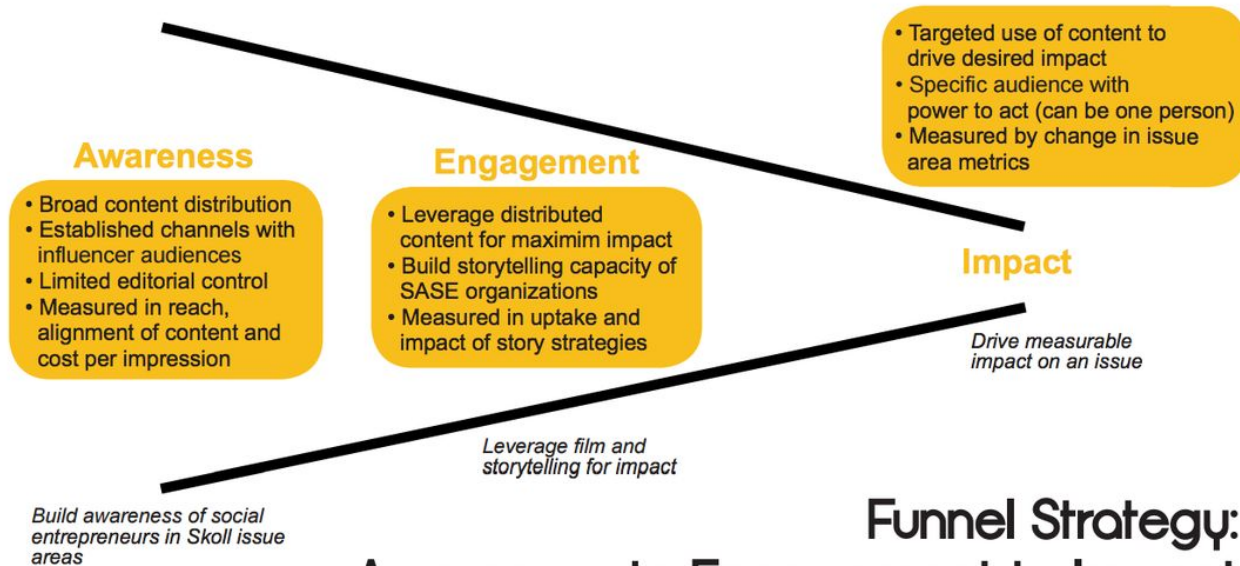 Awareness
• Broad content distribution
• Established channels with
influencer audiences
• Limited editorial control
• Measured in reach,
alignment of content and
cost per impression
Build awareness of social
entrepreneurs in Skoll issue
areas
Engagement
• Leverage distributed
content for maximim impact
• Build storytelling capacity of
SASE organizations
• Measured in uptake and
impact of story strategies
Leverage film and
storytelling for impact
• Targeted use of content to
drive desired impact
• Specific audience with
power to act (can be one person)
• Measured by change in issue
area metrics
Impact
Drive measurable
impact on an issue
Funnel Strategy: